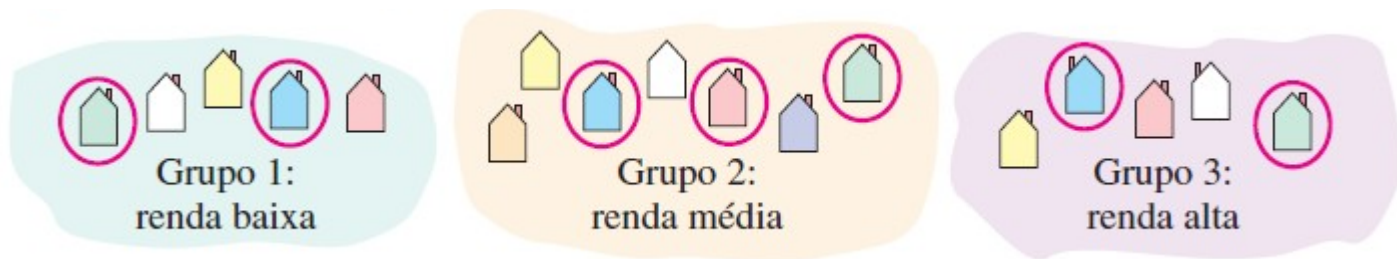 Grupo 1:
renda baixa
Grupo 2:
renda média
Grupo 3:
renda alta